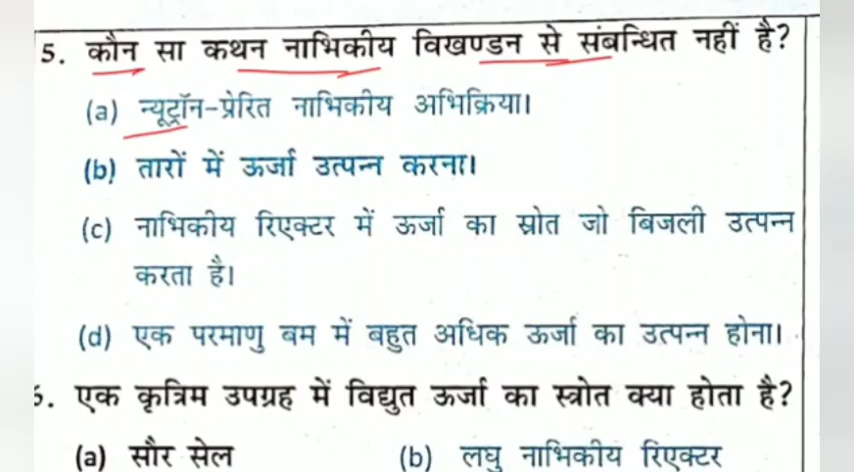 5. कौन सा कथन नाभिकीय विखण्डन से संबन्धित नहीं है?
(a) न्यूट्रॉन-प्रेरित नाभिकीय अभिक्रिया।
(b) तारों में ऊर्जा उत्पन्न करना।
(c) नाभिकीय रिएक्टर में ऊर्जा का स्रोत जो बिजली उत्पन्न
करता है।
(d) एक परमाणु बम में बहुत अधिक ऊर्जा का उत्पन्न होना।
6. एक कृत्रिम उपग्रह में विद्युत ऊर्जा का स्त्रोत क्या होता है?
(a) सौर सेल (b) लघु नाभिकीय रिएक्टर